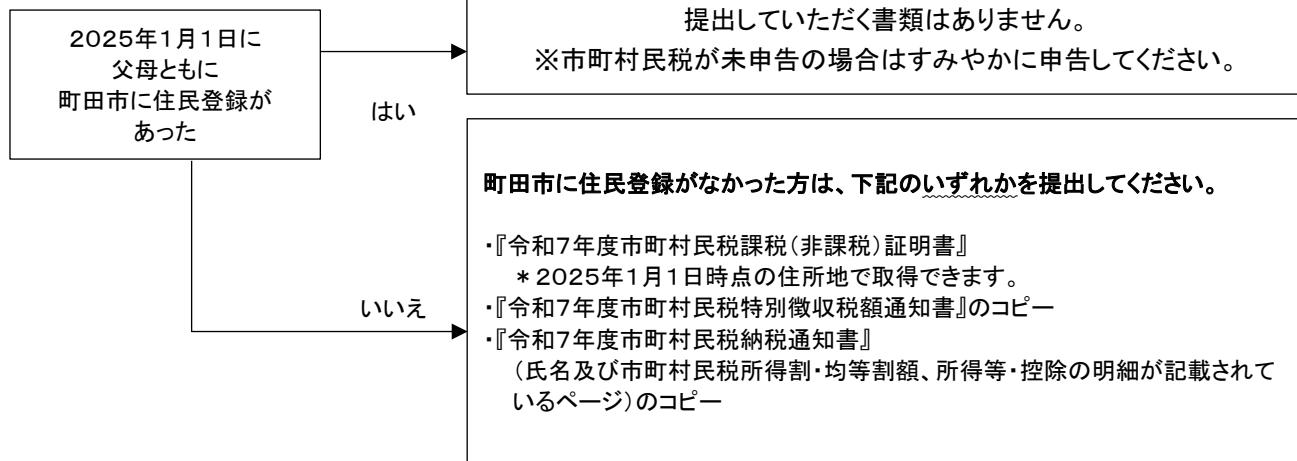 2025年1月1日に
父母ともに
町田市に住民登録が
あった
はい
提出していただく書類はありません。
※市町村民税が未申告の場合はすみやかに申告してください。
いいえ
町田市に住民登録がなかった方は、下記のいずれかを提出してください。
・『令和7年度市町村民税課税(非課税)証明書』
＊2025年1月1日時点の住所地で取得できます。
・『令和7年度市町村民税特別徴収税額通知書』のコピー
・『令和7年度市町村民税納税通知書』
(氏名及び市町村民税所得割・均等割額、所得等・控除の明細が記載されて
いるページ)のコピー